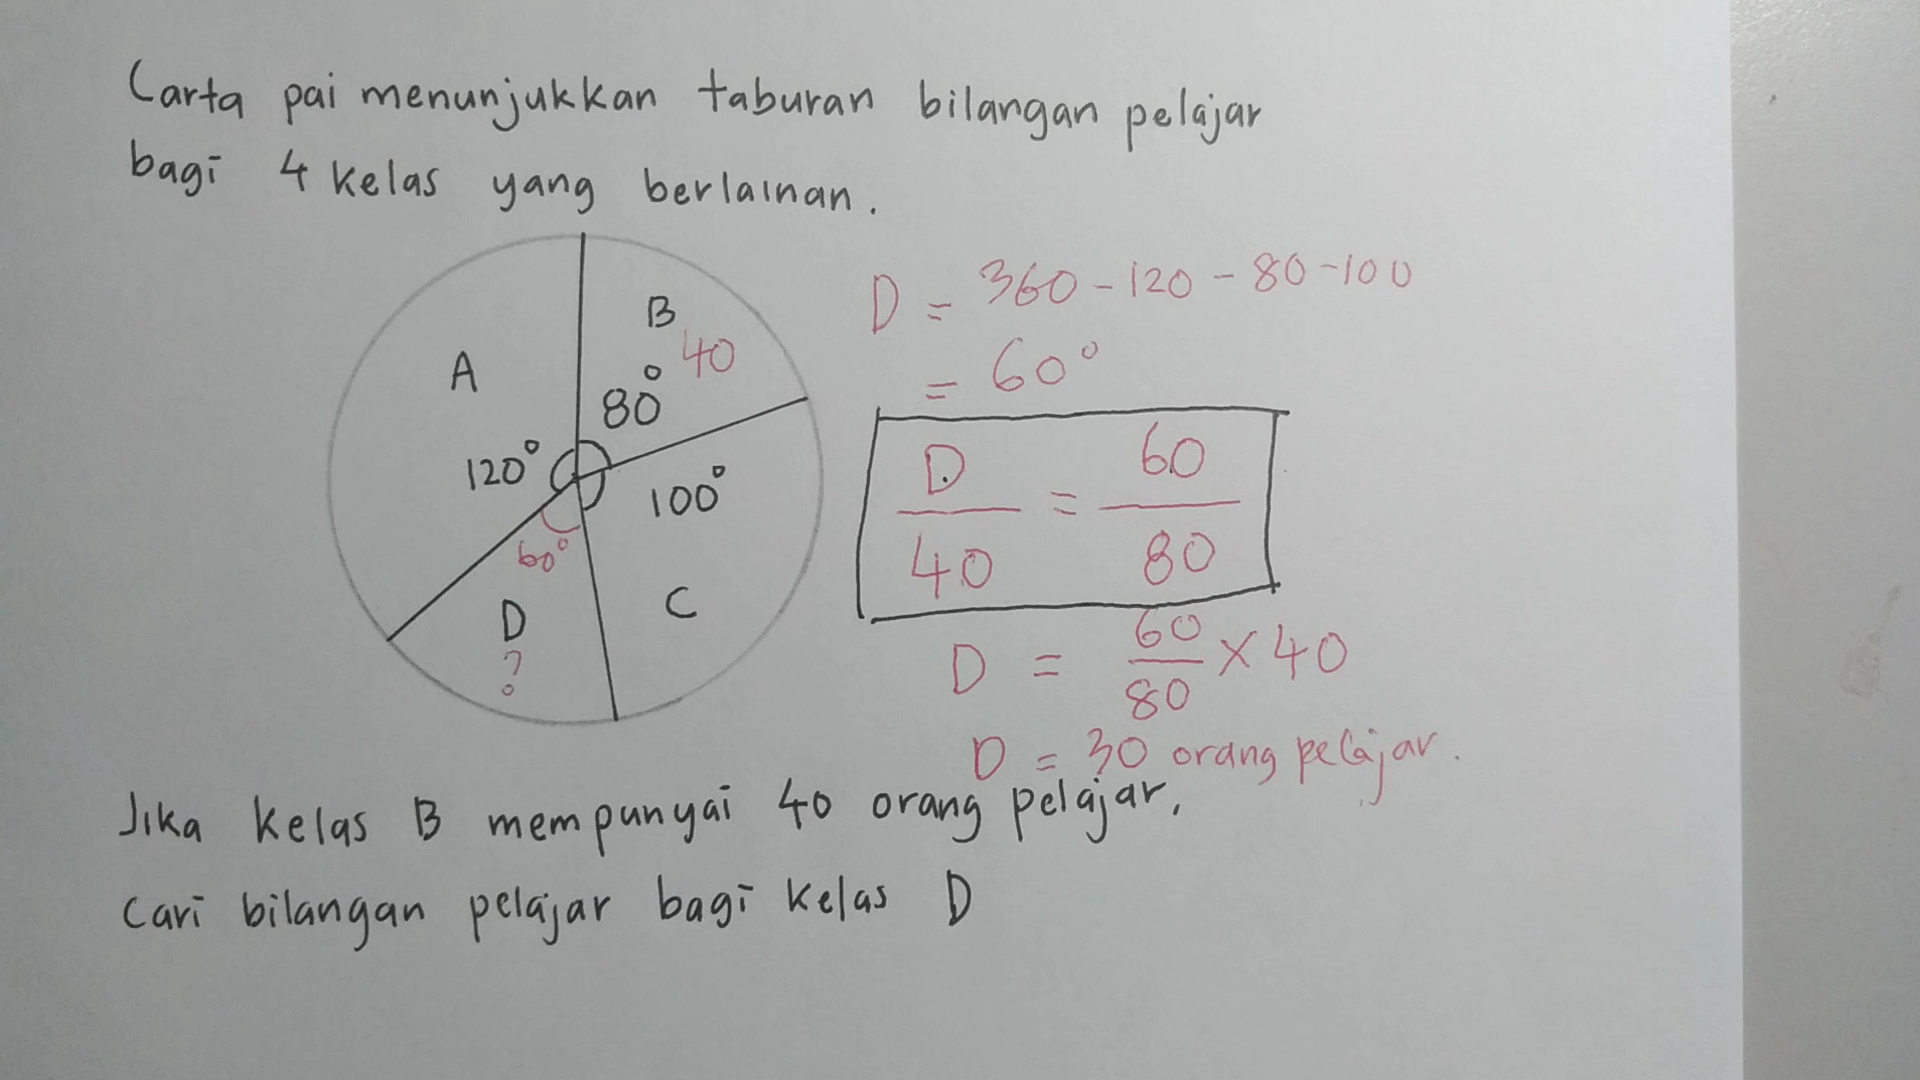 Carta pai menunjukkan taburan bilangan pelajar
bagi 4 kelas yang berlainan.
A
120°
B
40
80°
100°
C
60°
D
?
D = 360 - 120 - 80 - 100
= 60°
D/40 = 60/80
D = 60/80 × 40
D = 30 orang pelajar.
Jika kelas B mempunyai 40 orang pelajar,
cari bilangan pelajar bagi kelas D